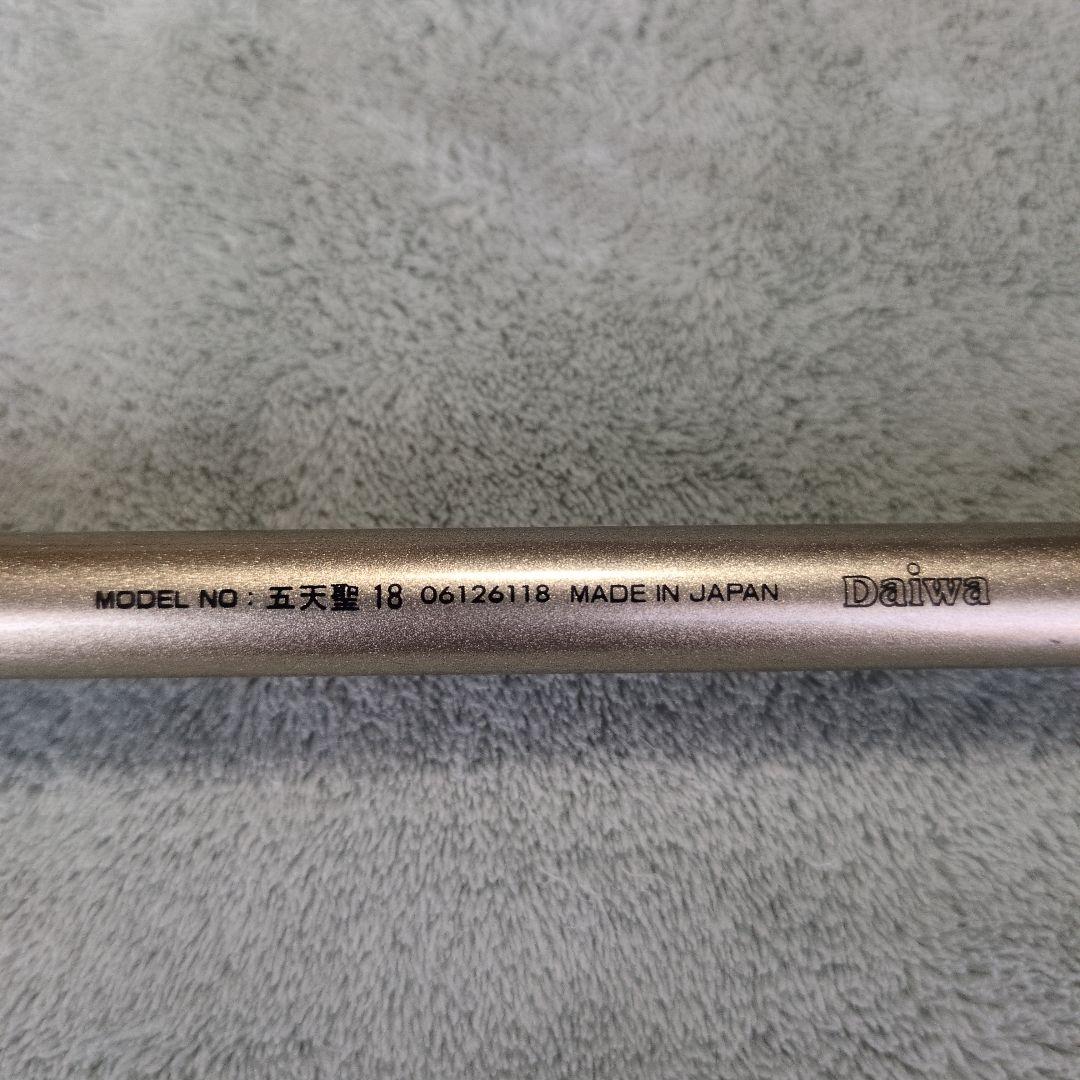 MODEL NO: 五天聖 18 06126118 MADE IN JAPAN Daiwa